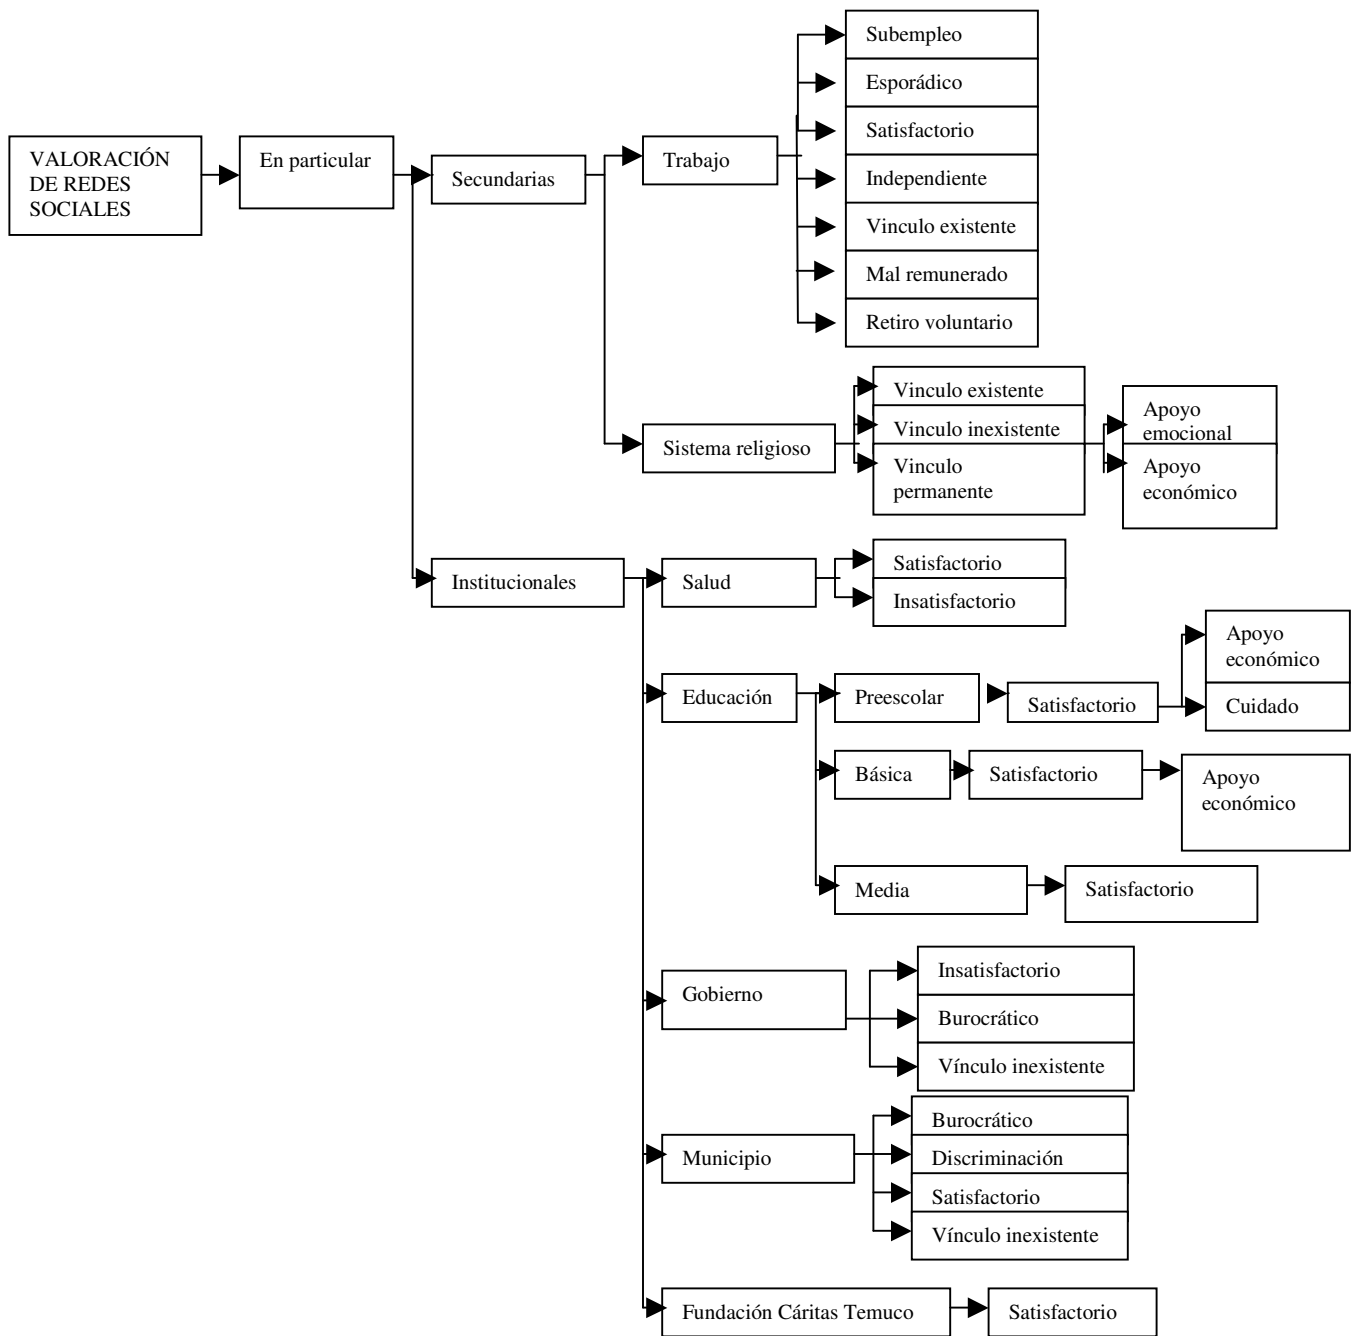 VALORACIÓN
DE REDES
SOCIALES
En particular
Secundarias
Trabajo
Subempleo
Esporádico
Satisfactorio
Independiente
Vinculo existente
Mal remunerado
Retiro voluntario
Sistema religioso
Vinculo existente
Vinculo inexistente
Vinculo
permanente
Apoyo
emocional
Apoyo
económico
Institucionales
Salud
Satisfactorio
Insatisfactorio
Educación
Preescolar
Satisfactorio
Apoyo
económico
Cuidado
Básica
Satisfactorio
Apoyo
económico
Media
Satisfactorio
Gobierno
Insatisfactorio
Burocrático
Vínculo inexistente
Municipio
Burocrático
Discriminación
Satisfactorio
Vínculo inexistente
Fundación Cáritas Temuco
Satisfactorio